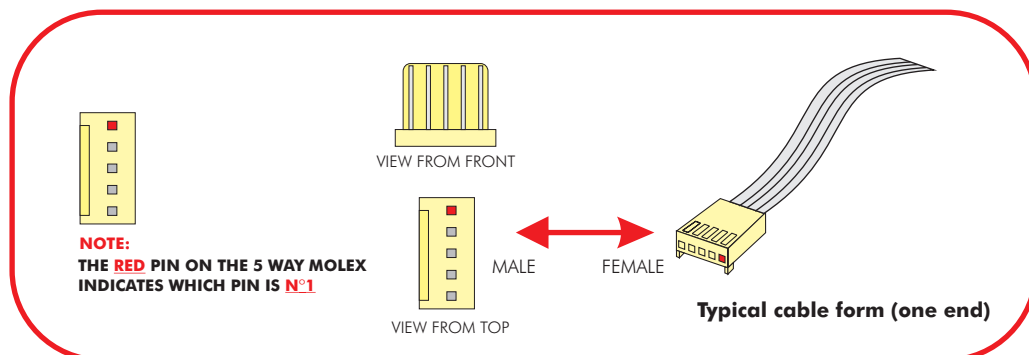 VIEW FROM FRONT
NOTE:
THE RED PIN ON THE 5 WAY MOLEX
INDICATES WHICH PIN IS N°1
MALE
FEMALE
VIEW FROM TOP
Typical cable form (one end)